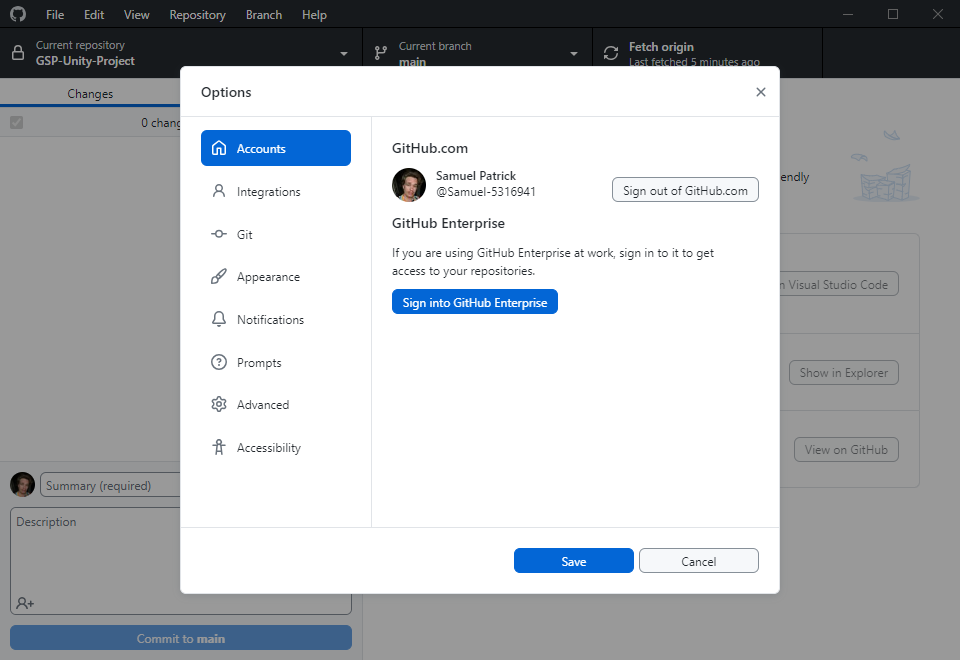 File Edit View Repository Branch Help
Current repository
GSP-Unity-Project
Current branch
main
Fetch origin
Last fetched 5 minutes ago
Changes
0 chang
Options
Accounts
Integrations
Git
Appearance
Notifications
Prompts
Advanced
Accessibility
GitHub.com
Samuel Patrick
@Samuel-5316941
Sign out of GitHub.com
GitHub Enterprise
If you are using GitHub Enterprise at work, sign in to it to get
access to your repositories.
Sign into GitHub Enterprise
Save
Cancel
endly
n Visual Studio Code
Show in Explorer
View on GitHub
Summary (required)
Description
Commit to main